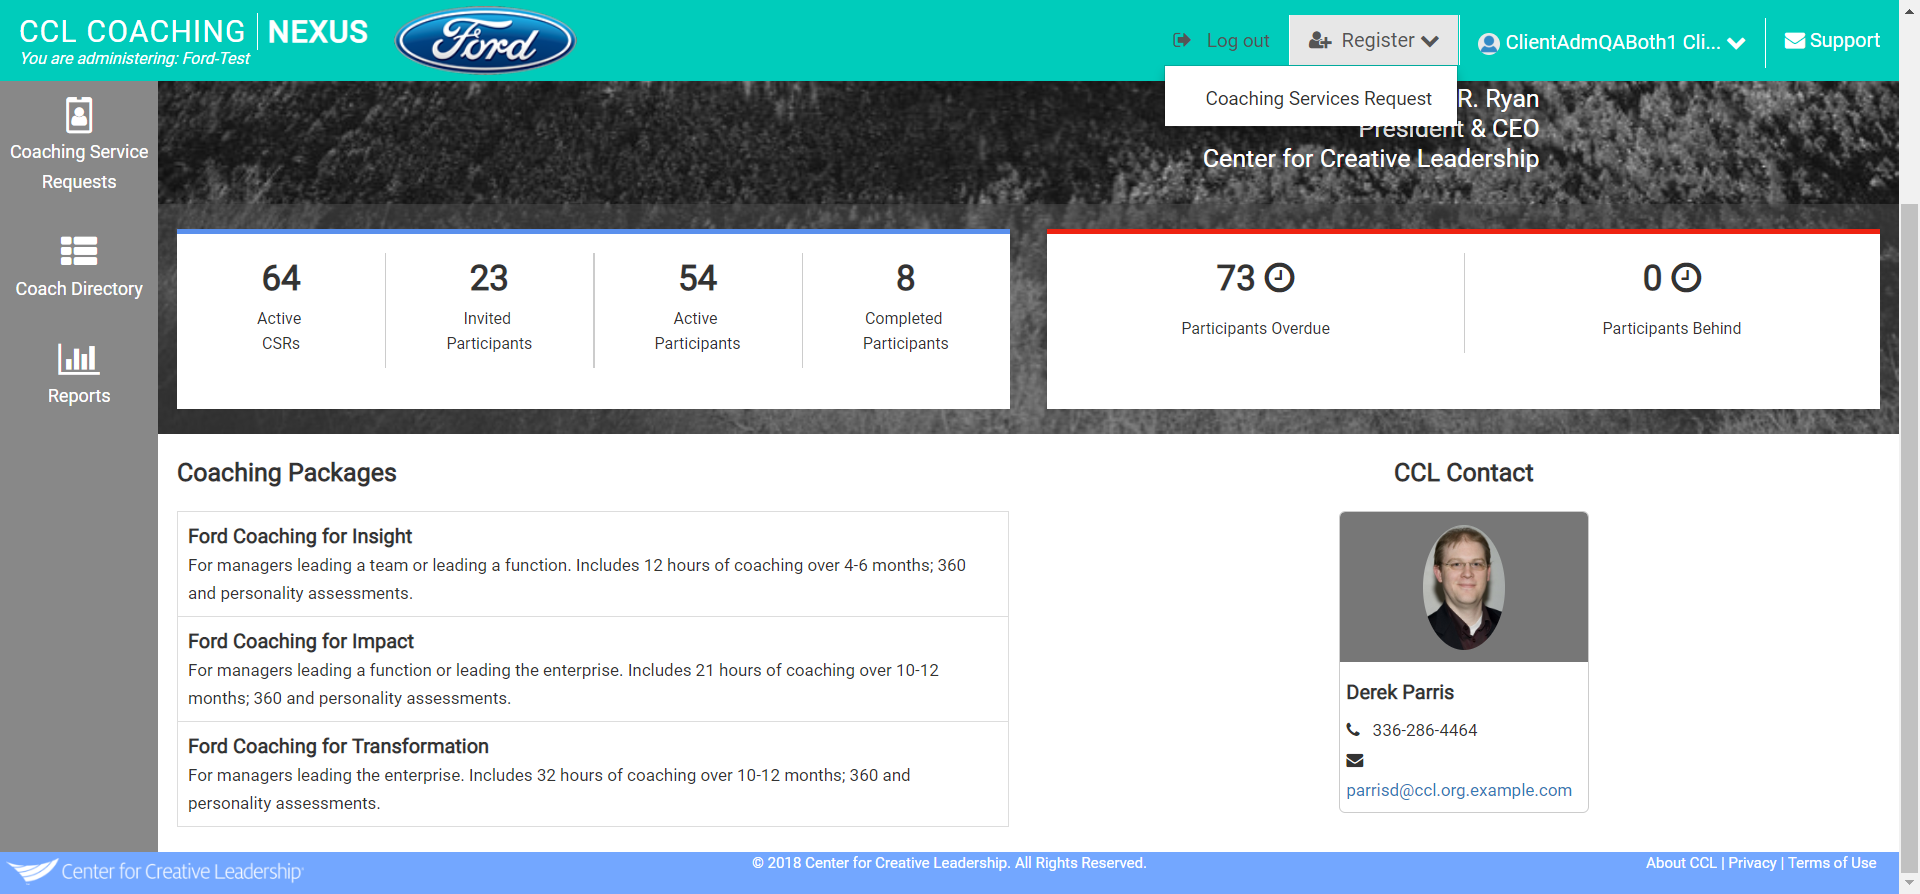 CCL COACHING NEXUS
You are administering: Ford-Test
Ford
Log out
Register
ClientAdmQABoth1 Cli...
Support
Coaching Services Request
R. Ryan
President & CEO
Center for Creative Leadership
Coaching Service
Requests
Coach Directory
Reports
64
Active
CSRs
23
Invited
Participants
54
Active
Participants
8
Completed
Participants
73
Participants Overdue
0
Participants Behind
Coaching Packages
Ford Coaching for Insight
For managers leading a team or leading a function. Includes 12 hours of coaching over 4-6 months; 360
and personality assessments.
Ford Coaching for Impact
For managers leading a function or leading the enterprise. Includes 21 hours of coaching over 10-12
months; 360 and personality assessments.
Ford Coaching for Transformation
For managers leading the enterprise. Includes 32 hours of coaching over 10-12 months; 360 and
personality assessments.
CCL Contact
Derek Parris
336-286-4464
parrisd@ccl.org.example.com
Center for Creative Leadership
© 2018 Center for Creative Leadership. All Rights Reserved.
About CCL | Privacy | Terms of Use